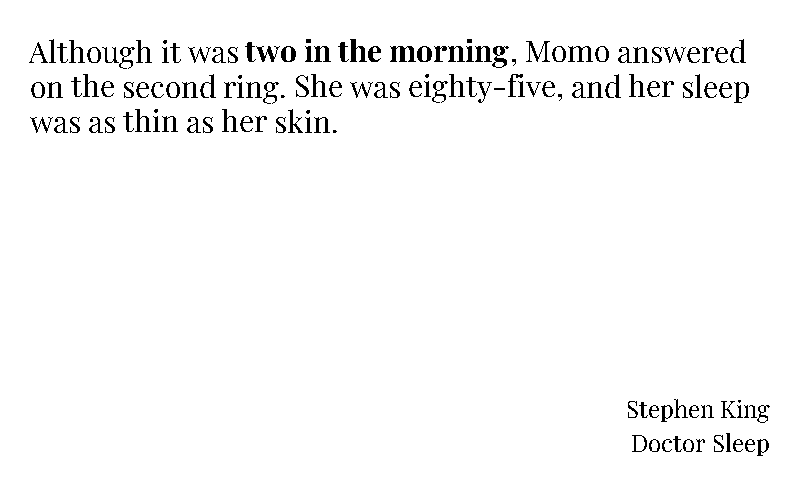 Although it was two in the morning, Momo answered
on the second ring. She was eighty-five, and her sleep
was as thin as her skin.
Stephen King
Doctor Sleep